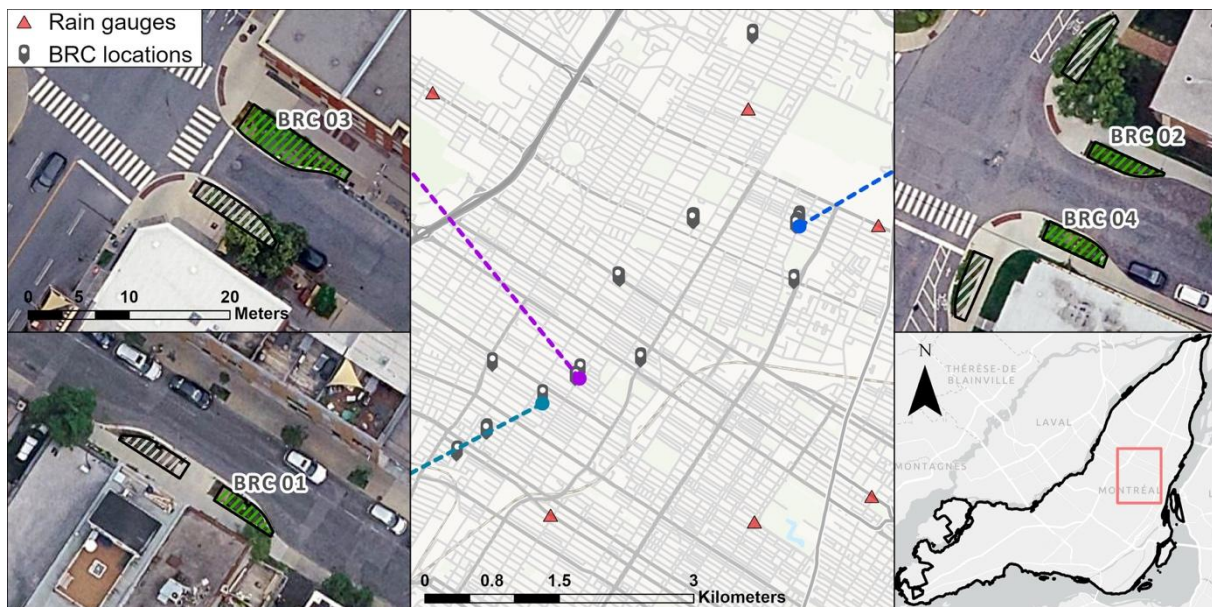 Rain gauges
BRC locations
BRC 03
0 5 10 20
Meters
BRC 01
0 0.8 1.5 3
Kilometers
BRC 02
BRC 04
N
THÉRÈSE-DE
BLAINVILLE
LAVAL
MONTAGNES
MONTRÉAL
L